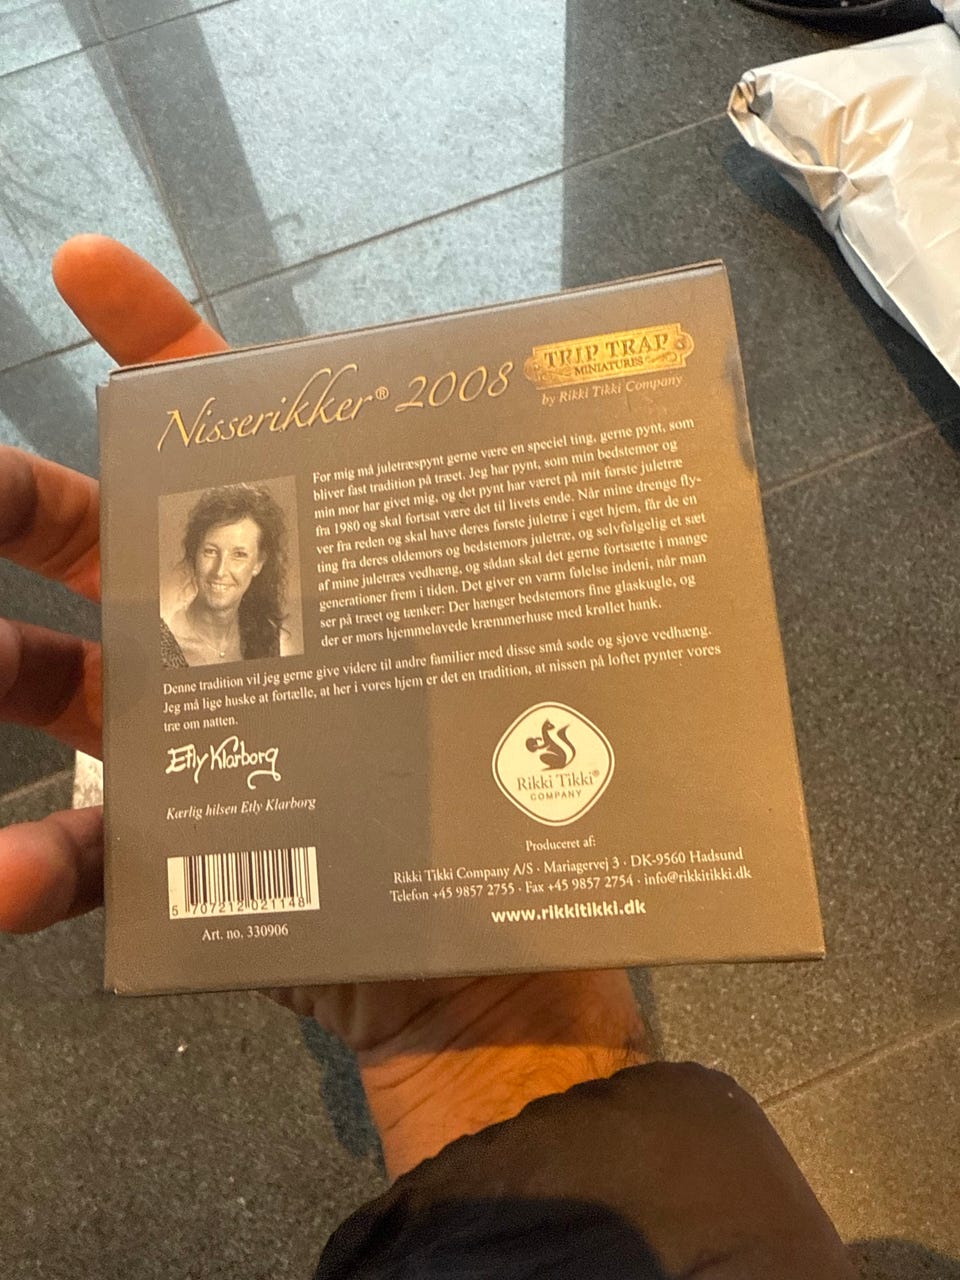 Nisserikker® 2008
TRIP TRAP
MINIATURES
by Rikki Tikki Company
For mig må juletræspynt gerne være en speciel ting, gerne pynt, som
bliver fast tradition på træet. Jeg har pynt, som min bedstemor og
min mor har givet mig, og det pynt har været på mit første juletræ
fra 1980 og skal fortsat være det til livets ende. Når mine drenge fly-
ver fra reden og skal have deres første juletræ i eget hjem, får de en
ting fra deres oldemors og bedstemors juletræ, og selvfølgelig et sæt
af mine juletræs vedhæng, og sådan skal det gerne fortsætte i mange
generationer frem i tiden. Det giver en varm følelse indeni, når man
ser på træet og tænker: Der hænger bedstemors fine glaskugle, og
der er mors hjemmelavede kræmmerhuse med krøllet hank.
Denne tradition vil jeg gerne give videre til andre familier med disse små søde og sjove vedhæng.
Jeg må lige huske at fortælle, at her i vores hjem er det en tradition, at nissen på loftet pynter vores
træ om natten.
Etly Klarborg
Kærlig hilsen Etly Klarborg
Rikki Tikki®
COMPANY
Produceret af:
Rikki Tikki Company A/S · Mariagervej 3 · DK-9560 Hadsund
Telefon +45 9857 2755 · Fax +45 9857 2754 · info@rikkitikki.dk
www.rikkitikki.dk
5 707212 021148
Art. no. 330906